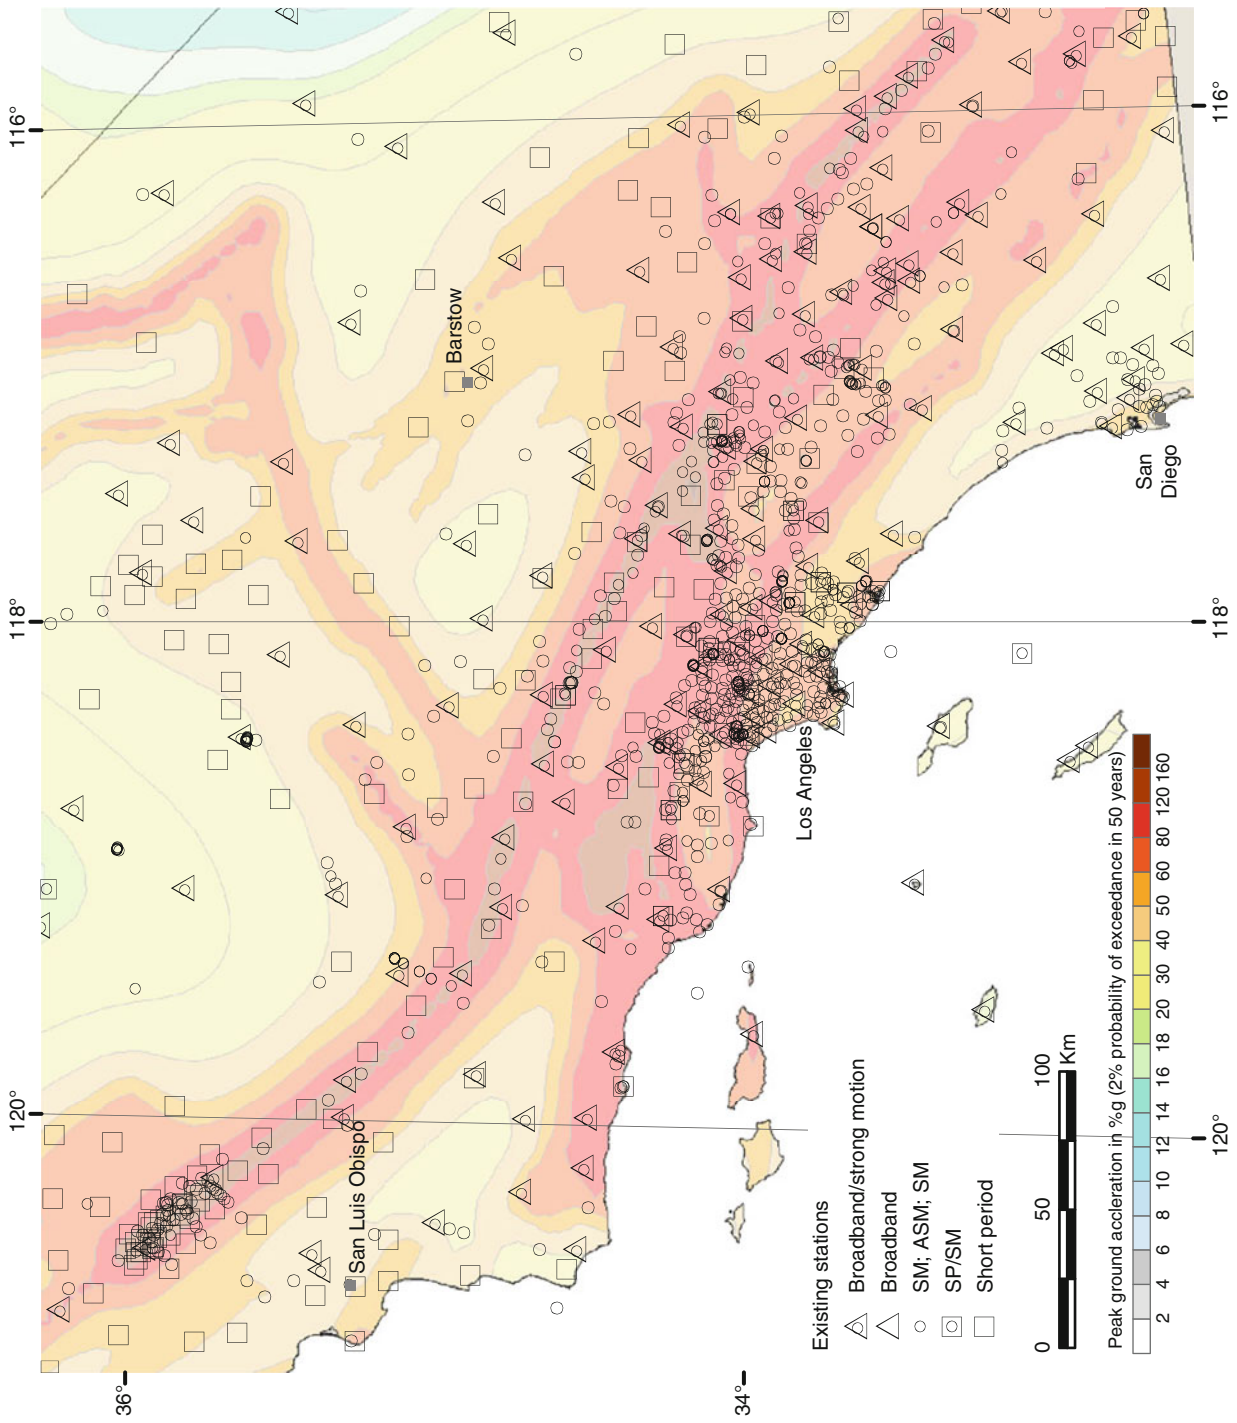 116°
118°
120°
36°
34°
116°
118°
120°
Barstow
San Luis Obispo
Los Angeles
San
Diego
Existing stations
Broadband/strong motion
Broadband
SM; ASM; SM
SP/SM
Short period
0 50 100
Km
Peak ground accleration in %g (2% probability of exceedance in 50 years)
2 4 6 8 10 12 14 16 18 20 30 40 50 60 80 120 160